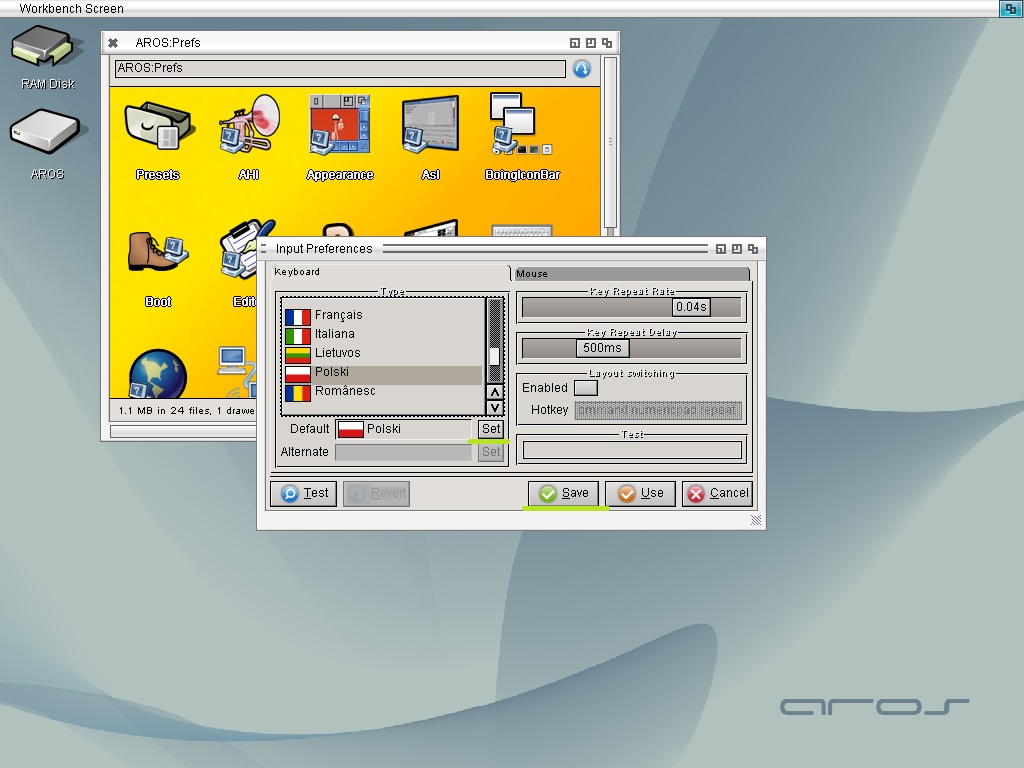 Workbench Screen
RAM Disk
AROS
AROS:Prefs
AROS:Prefs
Presets
AHI
Appearance
Asl
BoingIconBar
Boot
Edit
1.1 MB in 24 files, 1 drawe
Input Preferences
Keyboard
Mouse
Type
Français
Italiana
Lietuvos
Polski
Românesc
Default
Polski
Set
Alternate
Set
Key Repeat Rate
0.04s
Key Repeat Delay
500ms
Layout switching
Enabled
Hotkey
ommand numericpad repeat
Test
Test
Revert
Save
Use
Cancel
aros